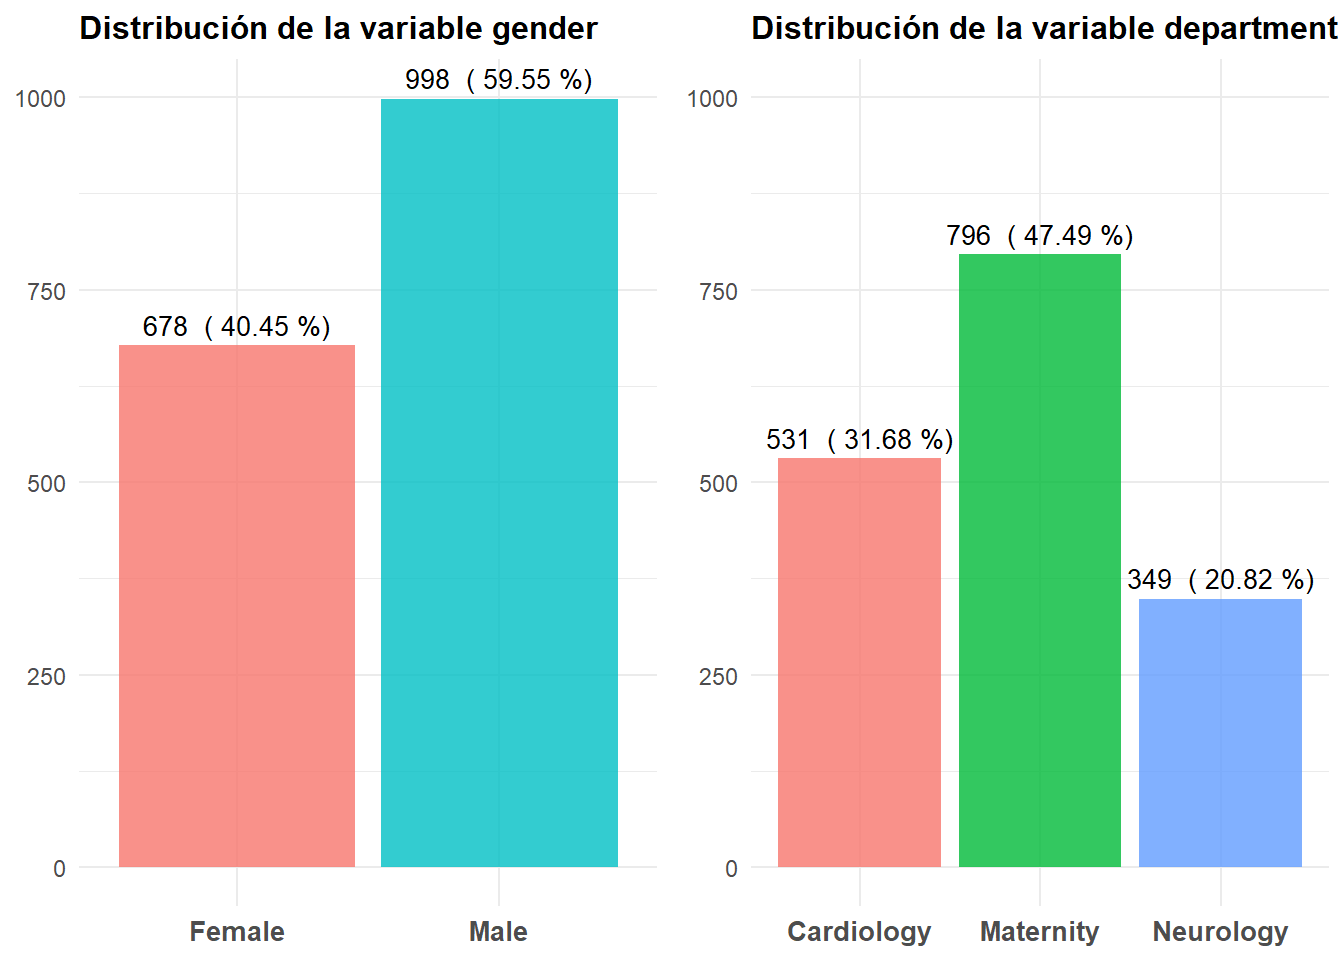 Distribución de la variable gender
998  ( 59.55 %)
1000
750
678  ( 40.45 %)
500
250
0
Female
Male
Distribución de la variable department
1000
796  ( 47.49 %)
750
531  ( 31.68 %)
500
349  ( 20.82 %)
250
0
Cardiology
Maternity
Neurology